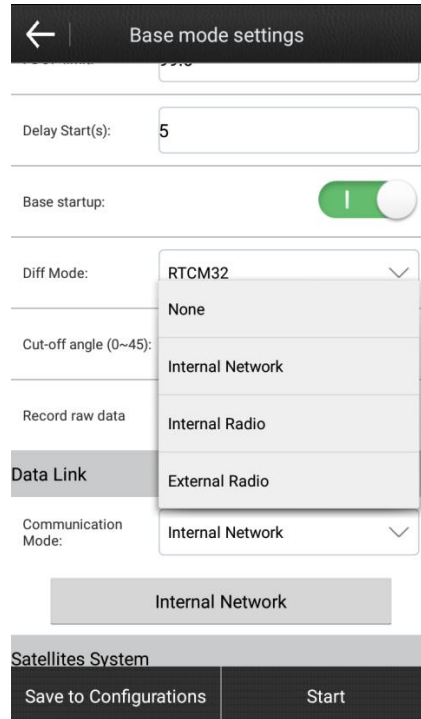 Base mode settings
Delay Start(s):
5
Base startup:
Diff Mode:
RTCM32
None
Cut-off angle (0~45):
Internal Network
Record raw data
Internal Radio
Data Link
External Radio
Communication
Mode:
Internal Network
Internal Network
Satellites System
Save to Configurations
Start